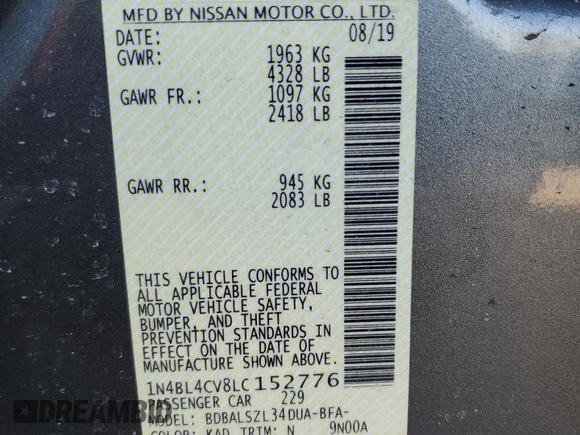 MFD BY NISSAN MOTOR CO., LTD.
DATE: 08/19
GVWR: 1963 KG
4328 LB
GAWR FR.: 1097 KG
2418 LB
GAWR RR.: 945 KG
2083 LB
THIS VEHICLE CONFORMS TO
ALL APPLICABLE FEDERAL
MOTOR VEHICLE SAFETY,
BUMPER, AND THEFT
PREVENTION STANDARDS IN
EFFECT ON THE DATE OF
MANUFACTURE SHOWN ABOVE.
1N4BL4CV8LC152776
PASSENGER CAR 229
MODEL: BDBALSZL34DUA-BFA-
COLOR: KAD TRIM: N 9N00A
DREAMBID